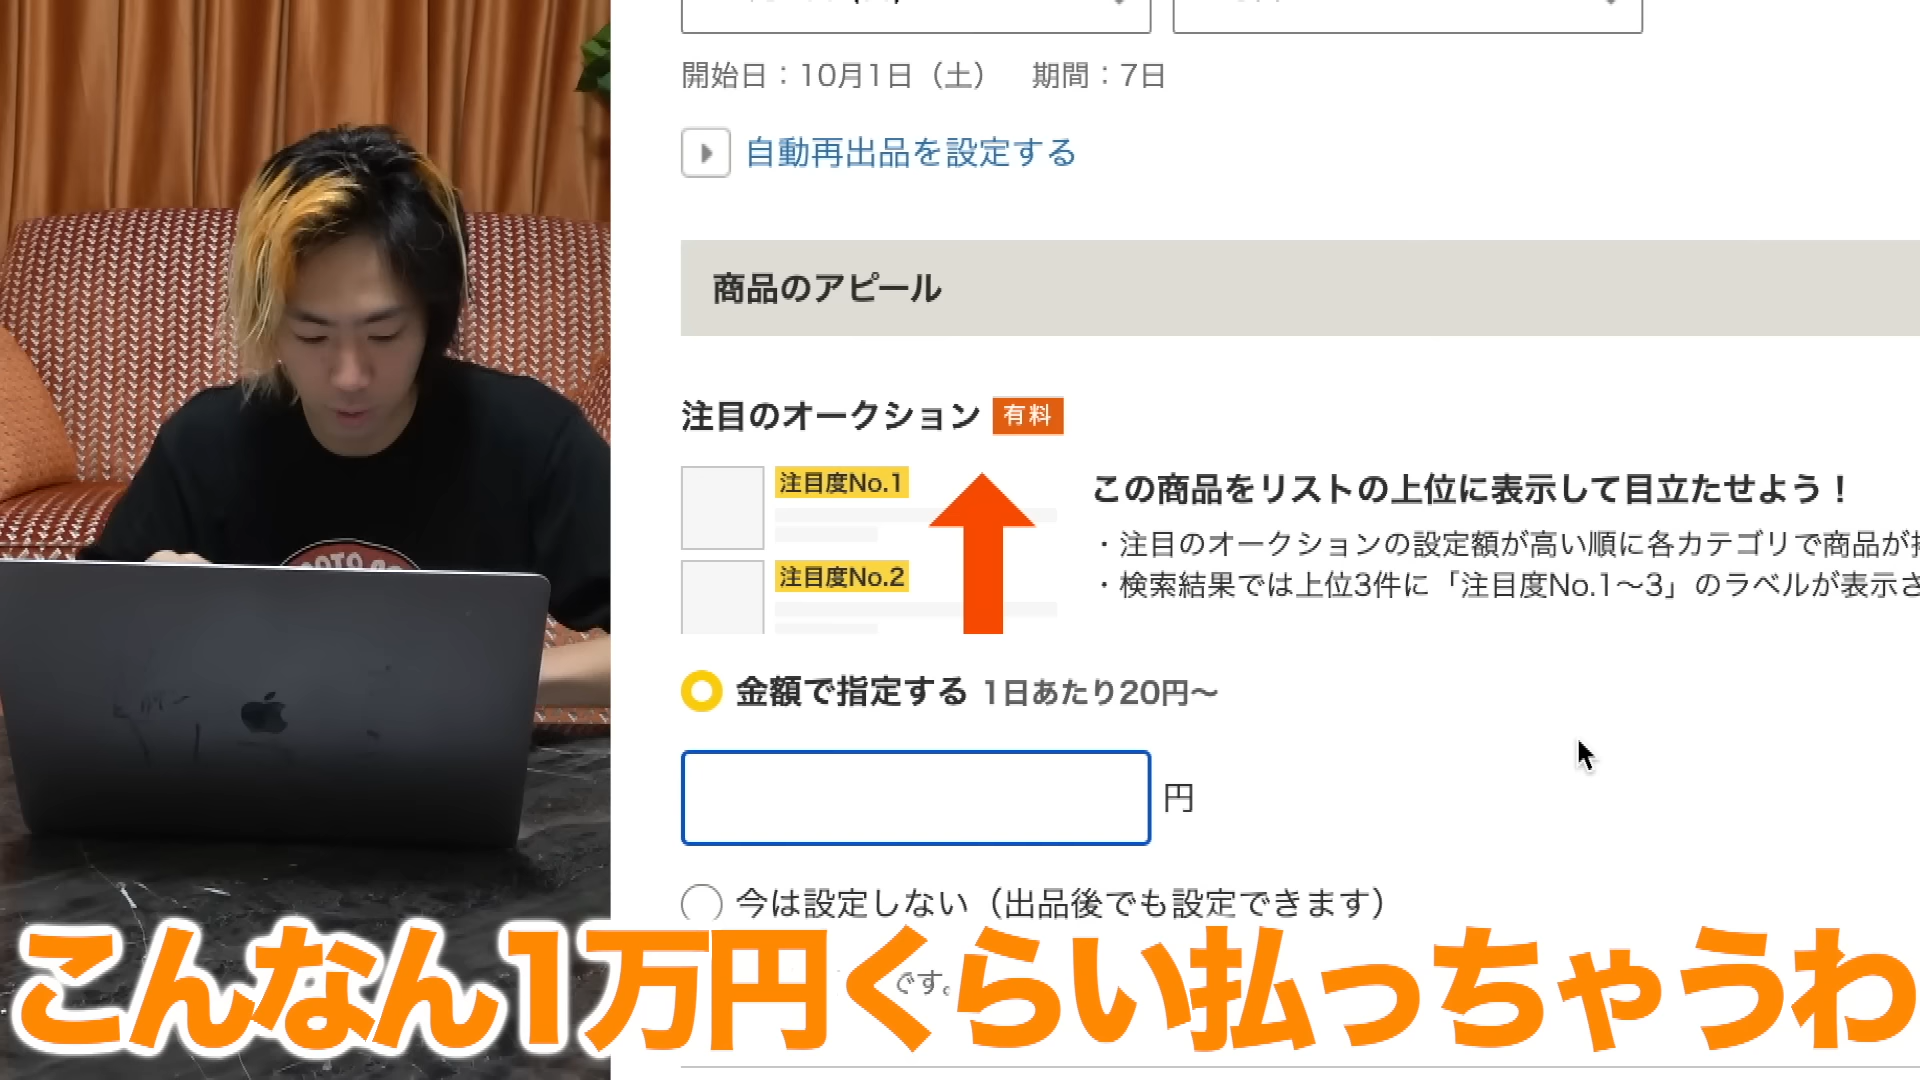 開始日：10月1日（土）　期間：7日
自動再出品を設定する
商品のアピール
注目のオークション 有料
注目度No.1
注目度No.2
この商品をリストの上位に表示して目立たせよう！
・注目のオークションの設定額が高い順に各カテゴリで商品が
・検索結果では上位3件に「注目度No.1〜3」のラベルが表示さ
金額で指定する 1日あたり20円〜
円
今は設定しない（出品後でも設定できます）
です。
こんなん1万円くらい払っちゃうわ